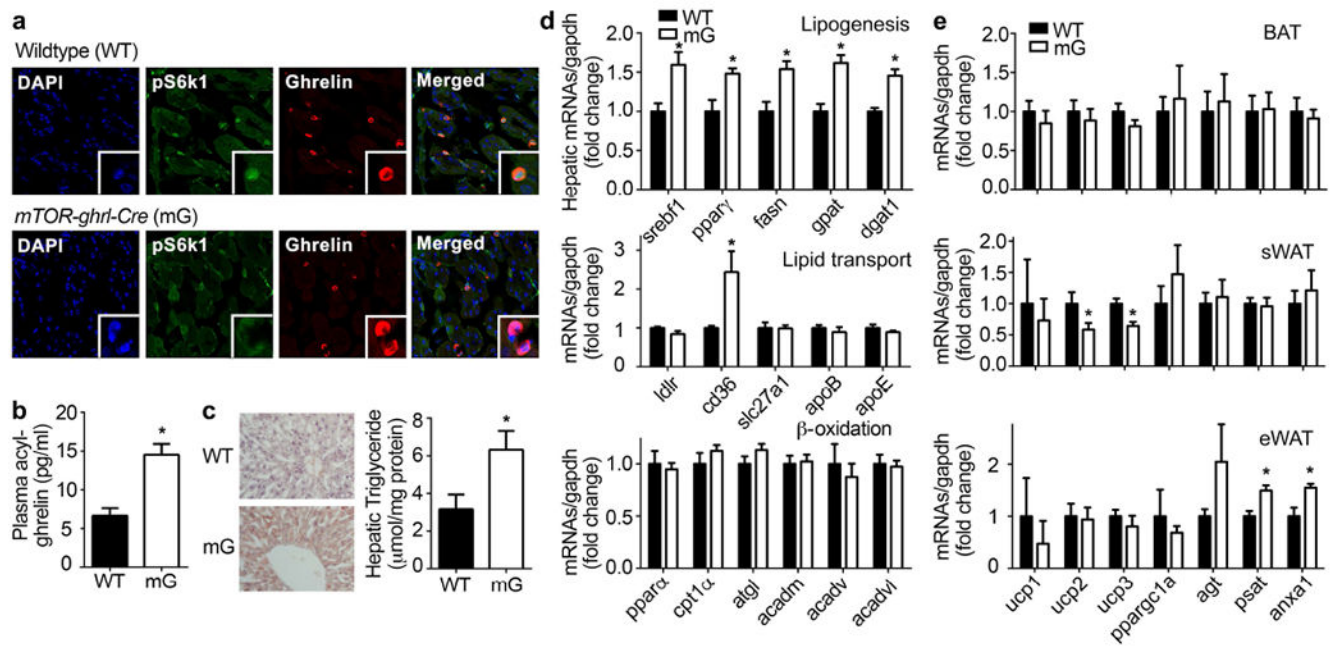 a
Wildtype (WT)
DAPI
pS6k1
Ghrelin
Merged
mTOR-ghrl-Cre (mG)
DAPI
pS6k1
Ghrelin
Merged
b
Plasma acyl-
ghrelin (pg/ml)
20
15
10
5
0
*
WT
mG
c
WT
mG
Hepatic Triglyceride
(μmol/mg protein)
8
6
4
2
0
*
WT
mG
d
WT
mG
Lipogenesis
Hepatic mRNAs/gapdh
(fold change)
2.0
1.5
1.0
0.5
0.0
* * * * *
srebf1
pparγ
fasn
gpat
dgat1
Lipid transport
mRNAs/gapdh
(fold change)
3
2
1
0
*
ldlr
cd36
slc27a1
apoB
apoE
β-oxidation
mRNAs/gapdh
(fold change)
1.0
0.5
0.0
pparα
cpt1α
atgl
acadm
acadv
acadvl
e
WT
mG
BAT
mRNAs/gapdh
(fold change)
2.0
1.5
1.0
0.5
0.0
sWAT
mRNAs/gapdh
(fold change)
2.0
1.5
1.0
0.5
0.0
* *
eWAT
mRNAs/gapdh
(fold change)
2
1
0
* *
ucp1
ucp2
ucp3
ppargc1a
agt
psat
anxa1